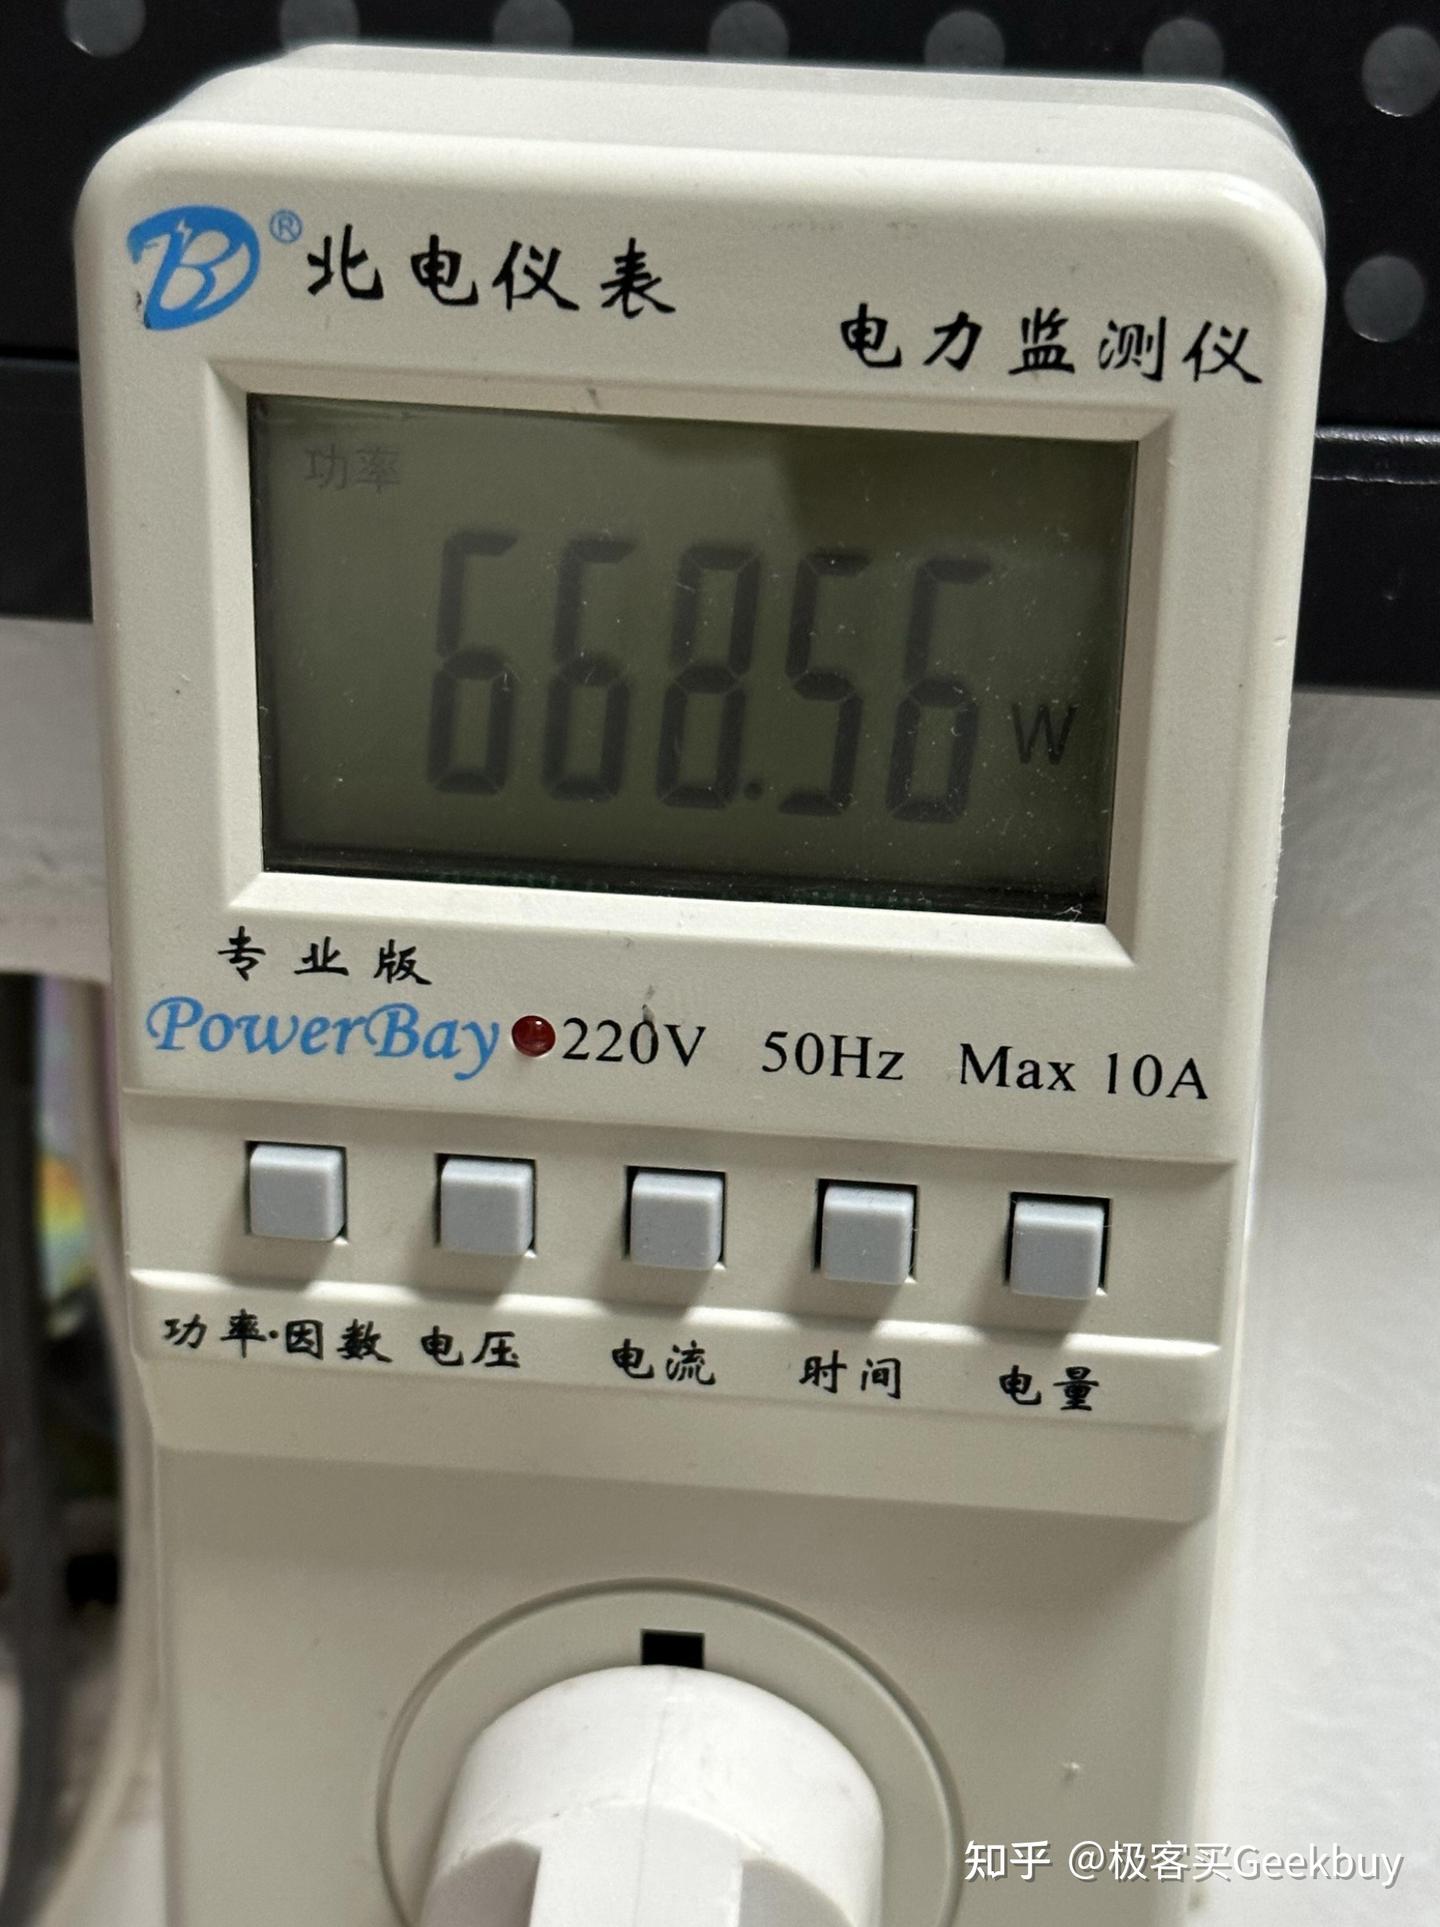 B® 北电仪表
电力监测仪
功率
668.56 W
专业版
PowerBay 220V 50Hz Max 10A
功率·因数 电压 电流 时间 电量
知乎 @极客买Geekbuy